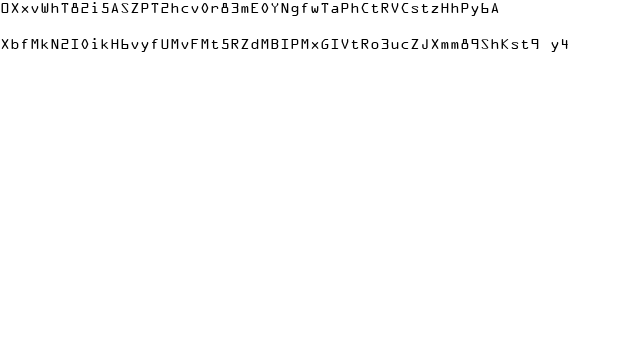 OXxvWhT82i5ASZPT2hcv0r83mE0YNgfwTaPhCtRVCstzHhPy6A
XbfMkN2I0ikH6vyfUMvFMt5RZdMBIPMxGIVtRo3ucZJXmm89ShKst9 y4